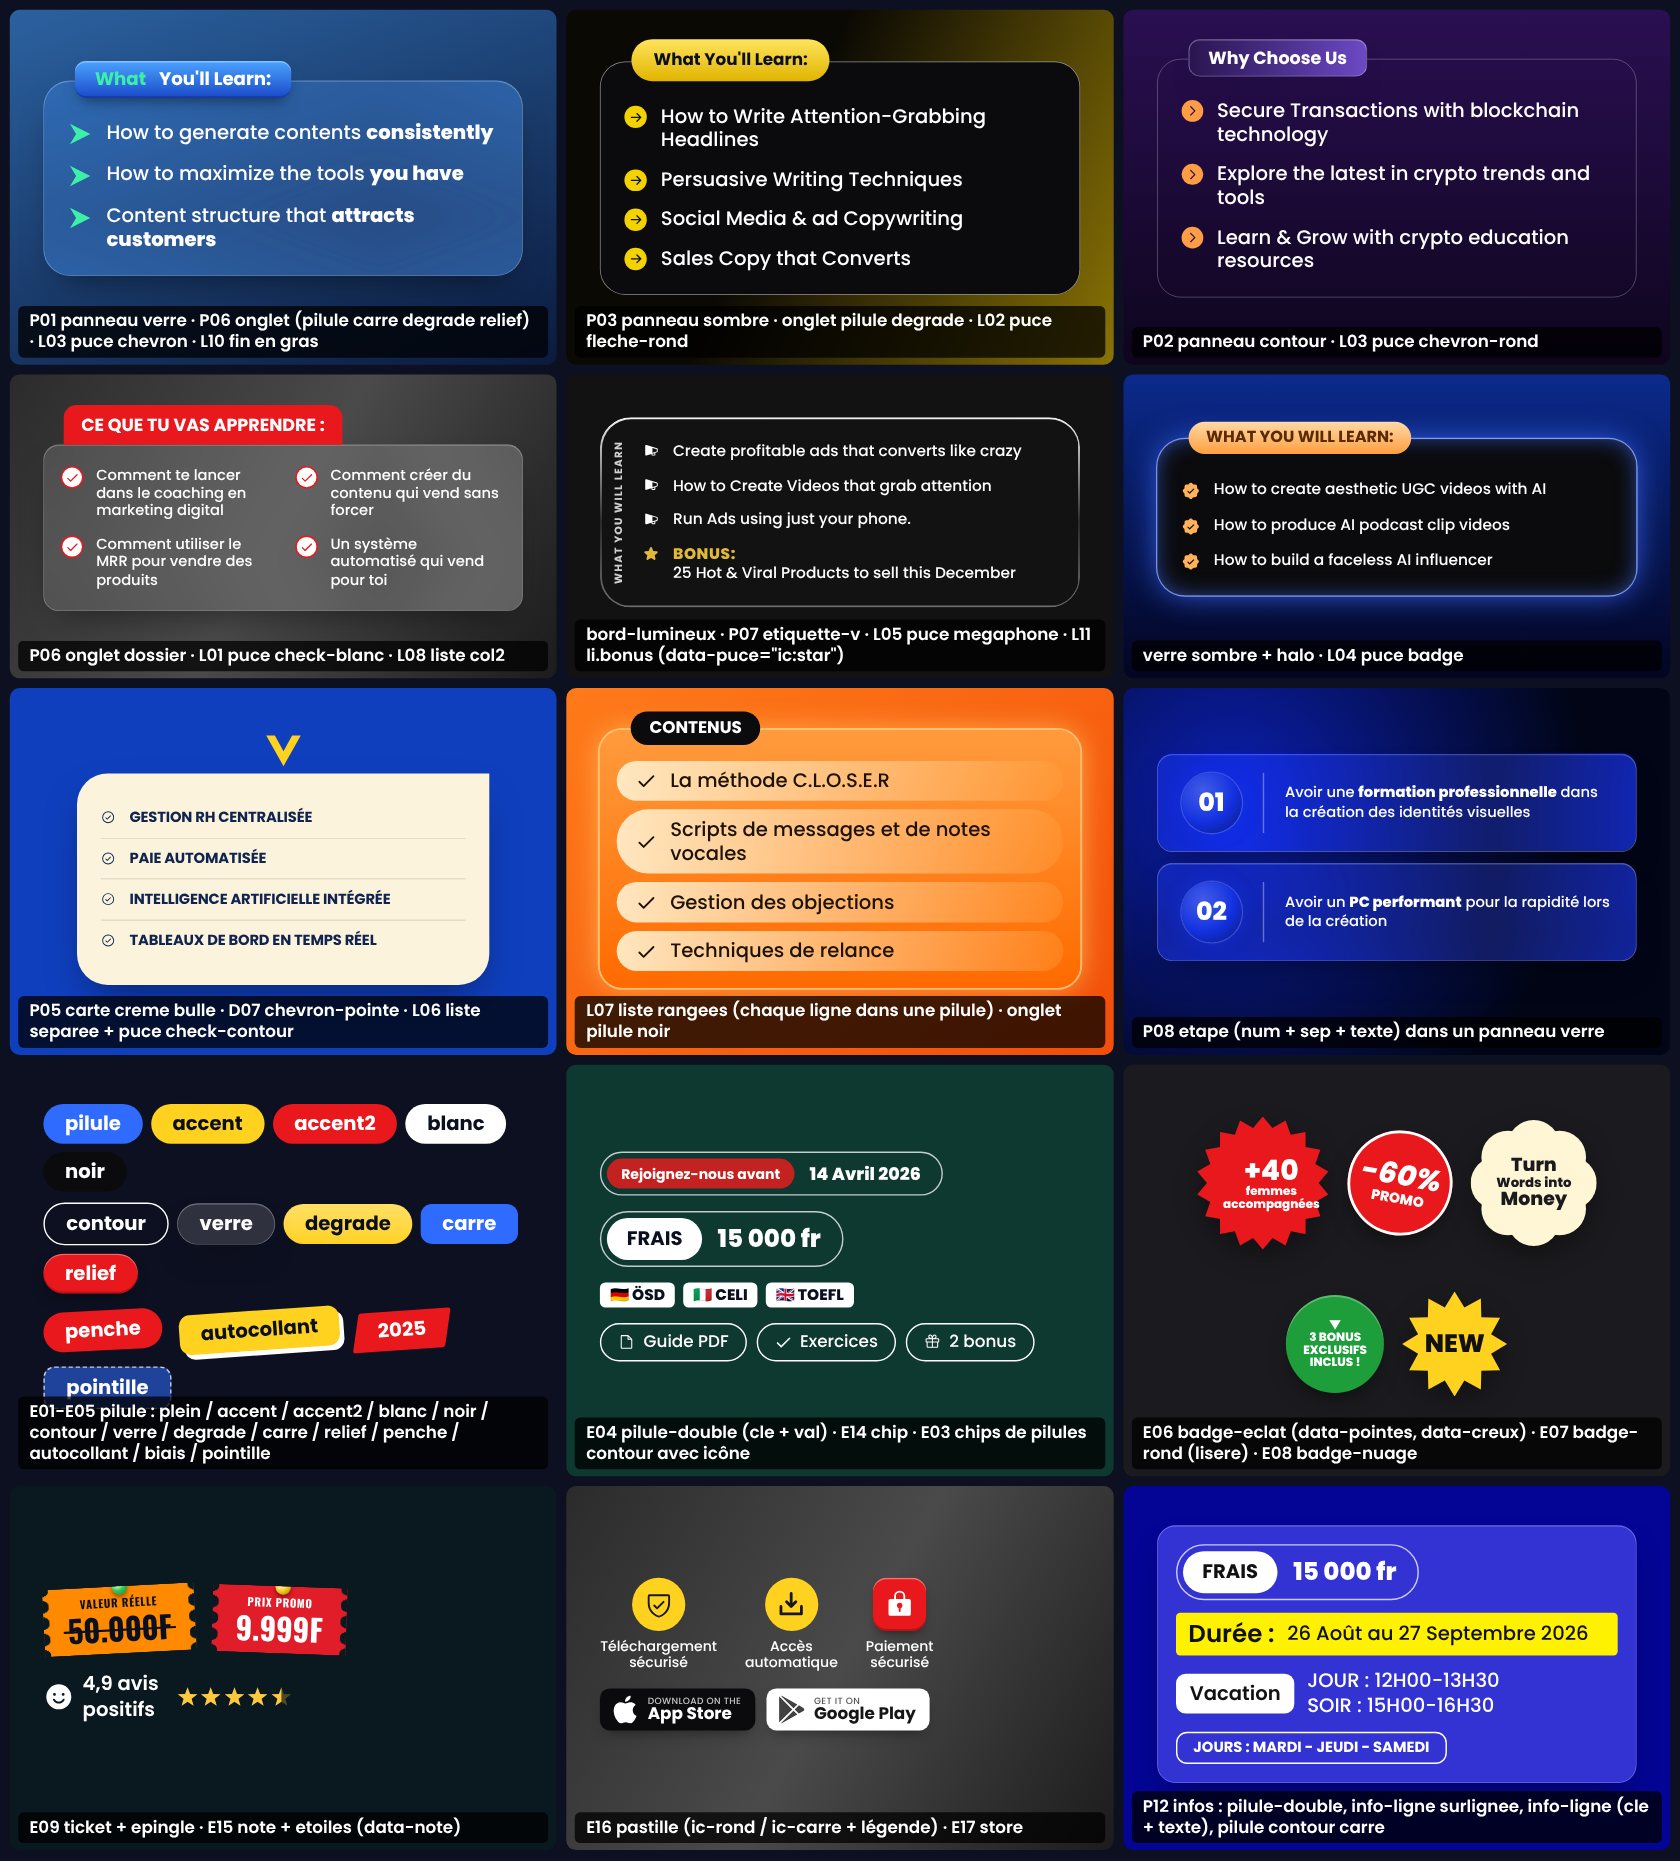 What You'll Learn:
How to generate contents consistently
How to maximize the tools you have
Content structure that attracts
customers
P01 panneau verre · P06 onglet (pilule carre degrade relief)
· L03 puce chevron · L10 fin en gras
What You'll Learn:
How to Write Attention-Grabbing
Headlines
Persuasive Writing Techniques
Social Media & ad Copywriting
Sales Copy that Converts
P03 panneau sombre · onglet pilule degrade · L02 puce
fleche-rond
Why Choose Us
Secure Transactions with blockchain
technology
Explore the latest in crypto trends and
tools
Learn & Grow with crypto education
resources
P02 panneau contour · L03 puce chevron-rond
CE QUE TU VAS APPRENDRE :
Comment te lancer
dans le coaching en
marketing digital
Comment créer du
contenu qui vend sans
forcer
Comment utiliser le
MRR pour vendre des
produits
Un système
automatisé qui vend
pour toi
P06 onglet dossier · L01 puce check-blanc · L08 liste col2
WHAT YOU WILL LEARN
Create profitable ads that converts like crazy
How to Create Videos that grab attention
Run Ads using just your phone.
BONUS:
25 Hot & Viral Products to sell this December
bord-lumineux · P07 etiquette-v · L05 puce megaphone · L11
li.bonus (data-puce="ic:star")
WHAT YOU WILL LEARN:
How to create aesthetic UGC videos with AI
How to produce AI podcast clip videos
How to build a faceless AI influencer
verre sombre + halo · L04 puce badge
GESTION RH CENTRALISÉE
PAIE AUTOMATISÉE
INTELLIGENCE ARTIFICIELLE INTÉGRÉE
TABLEAUX DE BORD EN TEMPS RÉEL
P05 carte creme bulle · D07 chevron-pointe · L06 liste
separee + puce check-contour
CONTENUS
La méthode C.L.O.S.E.R
Scripts de messages et de notes
vocales
Gestion des objections
Techniques de relance
L07 liste rangees (chaque ligne dans une pilule) · onglet
pilule noir
01
Avoir une formation professionnelle dans
la création des identités visuelles
02
Avoir un PC performant pour la rapidité lors
de la création
P08 etape (num + sep + texte) dans un panneau verre
pilule accent accent2 blanc
noir
contour verre degrade carre
relief
penche autocollant 2025
pointille
E01-E05 pilule : plein / accent / accent2 / blanc / noir /
contour / verre / degrade / carre / relief / penche /
autocollant / biais / pointille
Rejoignez-nous avant 14 Avril 2026
FRAIS 15 000 fr
ÖSD CELI TOEFL
Guide PDF Exercices 2 bonus
E04 pilule-double (cle + val) · E14 chip · E03 chips de pilules
contour avec icône
+40
femmes
accompagnées
-60%
PROMO
Turn
Words into
Money
3 BONUS
EXCLUSIFS
INCLUS !
NEW
E06 badge-eclat (data-pointes, data-creux) · E07 badge-
rond (lisere) · E08 badge-nuage
VALEUR RÉELLE
50.000F
PRIX PROMO
9.999F
4,9 avis
positifs
E09 ticket + epingle · E15 note + etoiles (data-note)
Téléchargement
sécurisé
Accès
automatique
Paiement
sécurisé
DOWNLOAD ON THE
App Store
GET IT ON
Google Play
E16 pastille (ic-rond / ic-carre + légende) · E17 store
FRAIS 15 000 fr
Durée : 26 Août au 27 Septembre 2026
Vacation
JOUR : 12H00-13H30
SOIR : 15H00-16H30
JOURS : MARDI - JEUDI - SAMEDI
P12 infos : pilule-double, info-ligne surlignee, info-ligne (cle
+ texte), pilule contour carre